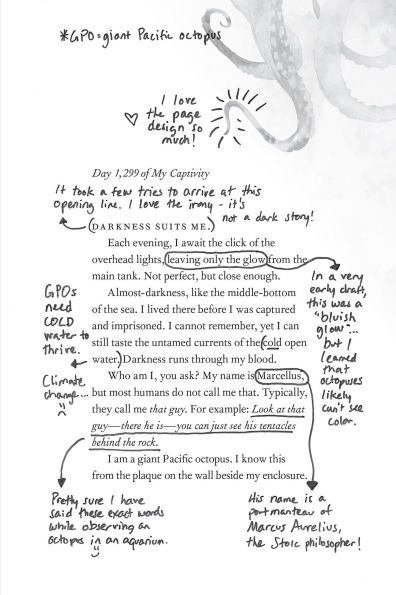 *GPO = giant Pacific octopus
I love
the page
design so
much!
Day 1,299 of My Captivity
It took a few tries to arrive at this
opening line. I love the irony - it's
not a dark story!
DARKNESS SUITS ME.
Each evening, I await the click of the
overhead lights, leaving only the glow from the
main tank. Not perfect, but close enough.
Almost-darkness, like the middle-bottom
of the sea. I lived there before I was captured
and imprisoned. I cannot remember, yet I can
still taste the untamed currents of the cold open
water. Darkness runs through my blood.
Who am I, you ask? My name is Marcellus,
but most humans do not call me that. Typically,
they call me that guy. For example: Look at that
guy—there he is—you can just see his tentacles
behind the rock.
I am a giant Pacific octopus. I know this
from the plaque on the wall beside my enclosure.
GPOs
need
COLD
water to
thrive.
Climate
change...
In a very
early draft,
this was a
"bluish
glow"...
but I
learned
that
octopuses
likely
can't see
color.
Pretty sure I have
said these exact words
while observing an
octopus in an aquarium.
His name is a
portmanteau of
Marcus Aurelius,
the Stoic philosopher!